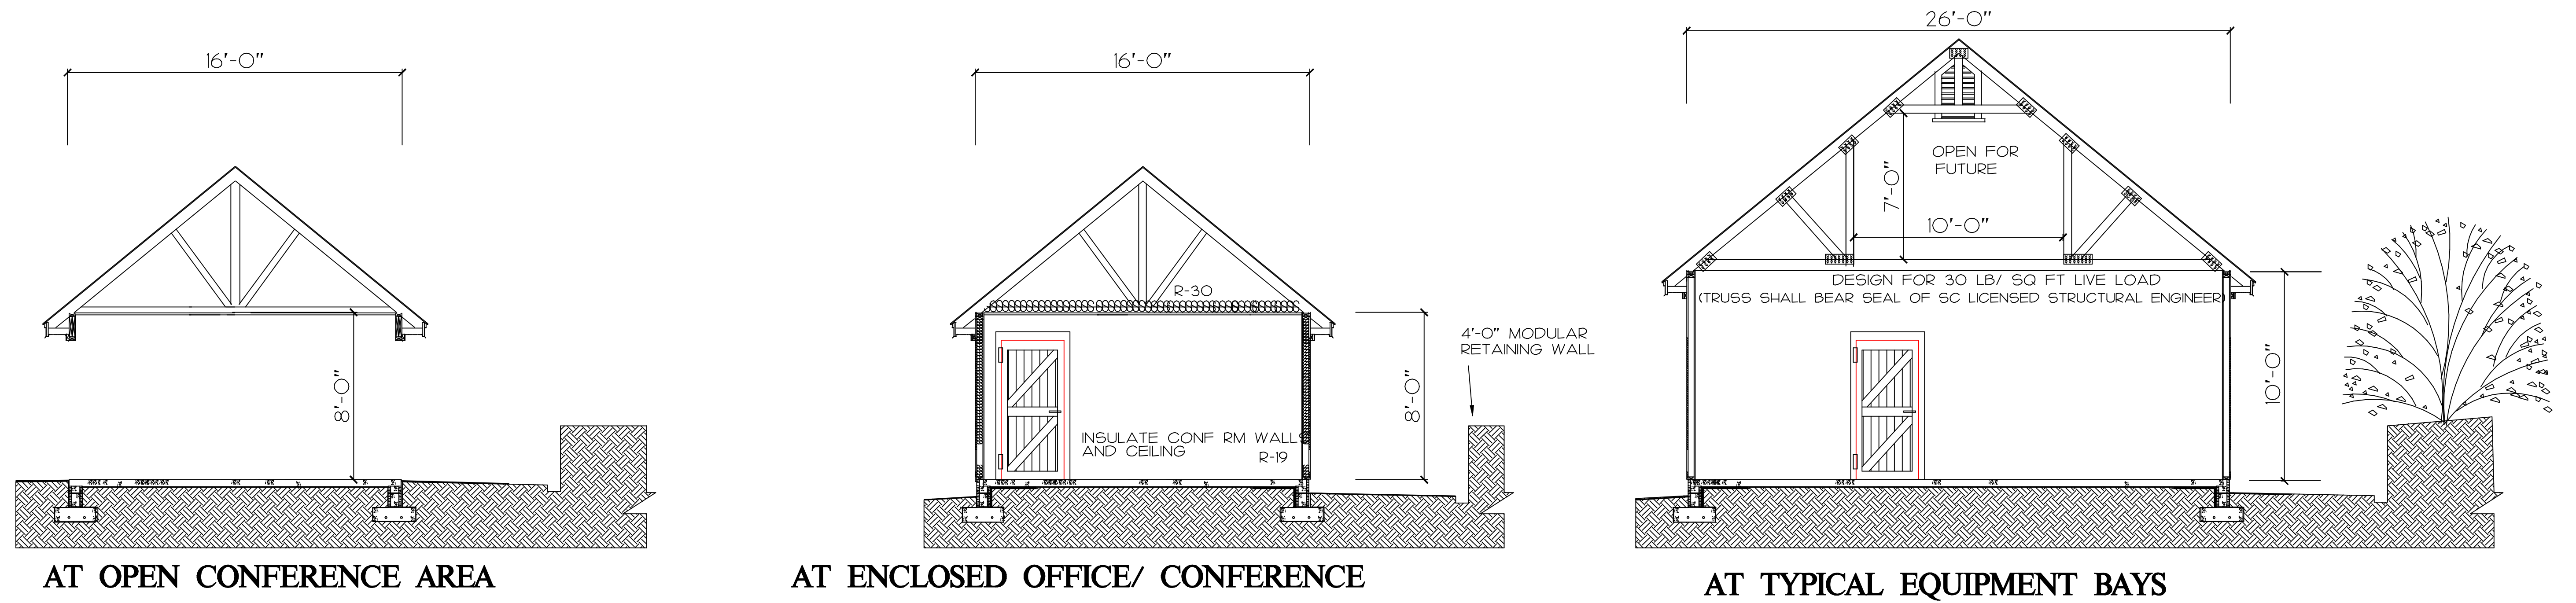 16'-0"
8'-0"
AT OPEN CONFERENCE AREA
16'-0"
R-30
8'-0"
INSULATE CONF RM WALLS
AND CEILING
R-19
4'-0" MODULAR
RETAINING WALL
AT ENCLOSED OFFICE/ CONFERENCE
26'-0"
OPEN FOR
FUTURE
7'-0"
10'-0"
DESIGN FOR 30 LB/ SQ FT LIVE LOAD
(TRUSS SHALL BEAR SEAL OF SC LICENSED STRUCTURAL ENGINEER)
10'-0"
AT TYPICAL EQUIPMENT BAYS